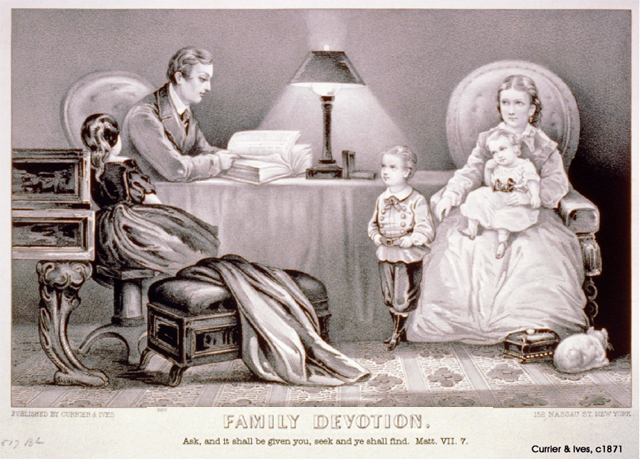 PUBLISHED BY CURRIER & IVES
152 NASSAU ST. NEW YORK.
FAMILY DEVOTION.
Ask, and it shall be given you, seek and ye shall find. Matt. VII. 7.
Currier & Ives, c1871